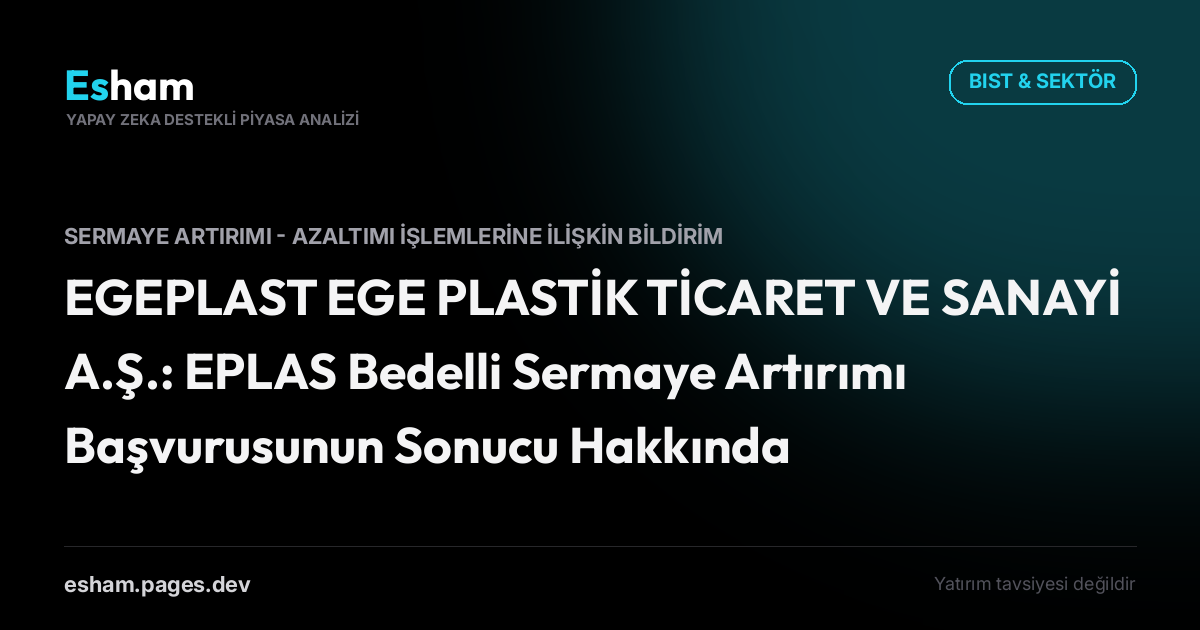 Esham
BIST & SEKTÖR
YAPAY ZEKA DESTEKLİ PİYASA ANALİZİ
SERMAYE ARTIRIMI - AZALTIMI İŞLEMLERİNE İLİŞKİN BİLDİRİM
EGEPLAST EGE PLASTİK TİCARET VE SANAYİ
A.Ş.: EPLAS Bedelli Sermaye Artırımı
Başvurusunun Sonucu Hakkında
esham.pages.dev
Yatırım tavsiyesi değildir